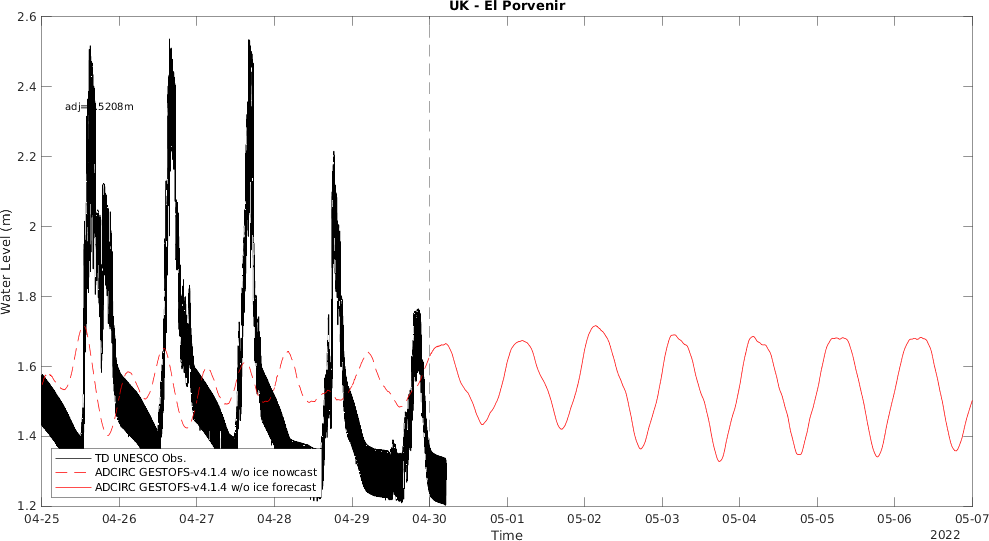 UK - El Porvenir
2.6
2.4
2.2
2
1.8
1.6
1.4
1.2
Water Level (m)
15208m
TD UNESCO Obs.
ADCIRC GESTOFS-v4.1.4 w/o ice nowcast
ADCIRC GESTOFS-v4.1.4 w/o ice forecast
04-25 04-26 04-27 04-28 04-29 04-30 05-01 05-02 05-03 05-04 05-05 05-06 05-07
Time
2022